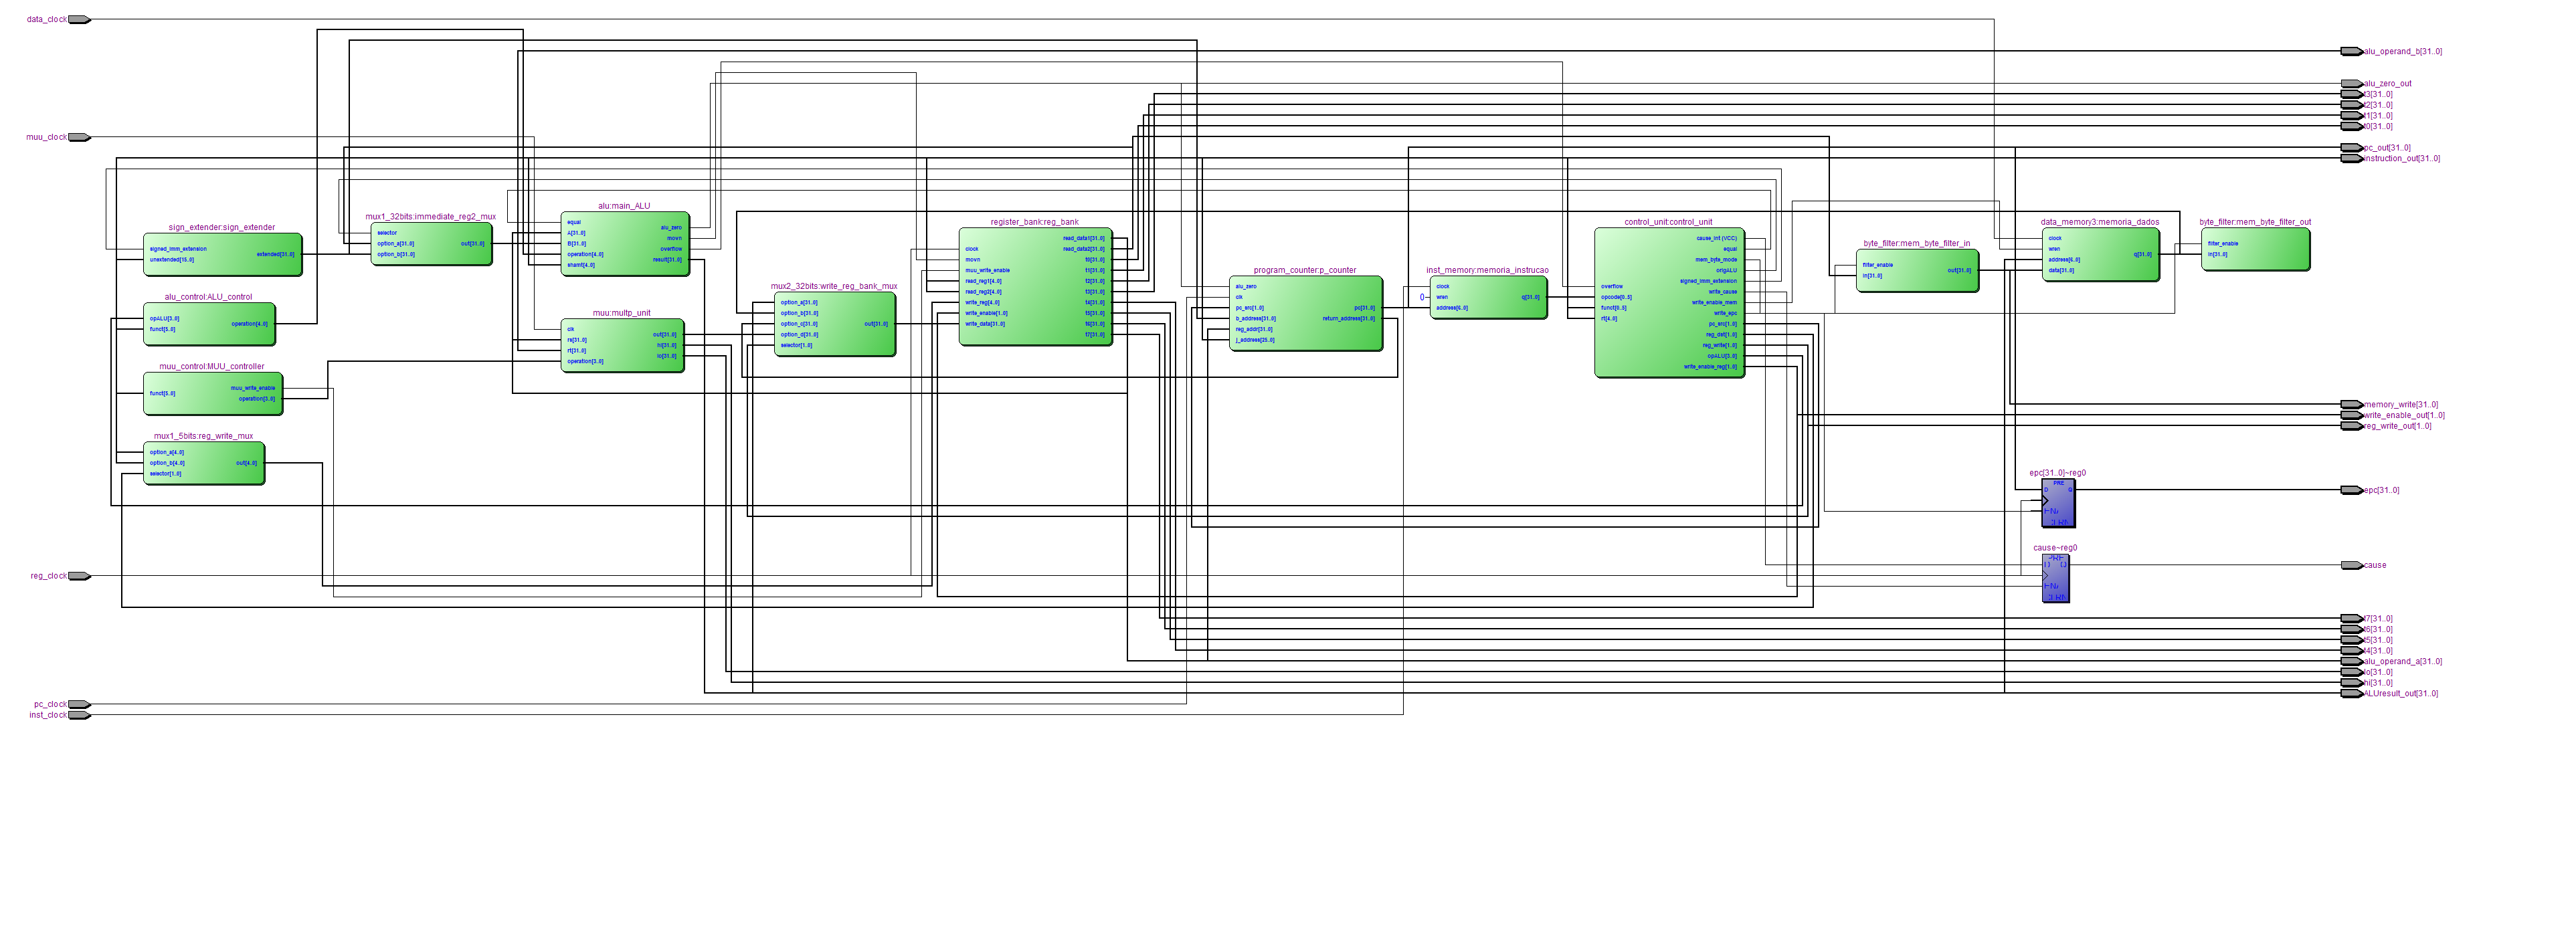 data_clock
alu_operand_b[31..0]
alu_zero_out
t3[31..0]
t2[31..0]
t1[31..0]
t0[31..0]
muu_clock
pc_out[31..0]
instruction_out[31..0]
sign_extender:sign_extender
signed_imm_extension
unextended[15..0]
extended[31..0]
mux1_32bits:immediate_reg2_mux
selector
option_a[31..0]
option_b[31..0]
out[31..0]
alu:main_ALU
equal
A[31..0]
B[31..0]
operation[4..0]
shamt[4..0]
alu_zero
movn
overflow
result[31..0]
register_bank:reg_bank
clock
movn
muu_write_enable
read_reg1[4..0]
read_reg2[4..0]
write_reg[4..0]
write_enable[1..0]
write_data[31..0]
read_data1[31..0]
read_data2[31..0]
t0[31..0]
t1[31..0]
t2[31..0]
t3[31..0]
t4[31..0]
t5[31..0]
t6[31..0]
t7[31..0]
control_unit:control_unit
overflow
opcode[0..5]
funct[0..5]
rt[4..0]
cause_int (VCC)
equal
mem_byte_mode
origALU
signed_imm_extension
write_cause
write_enable_mem
write_epc
pc_src[1..0]
reg_dst[1..0]
reg_write[1..0]
opALU[3..0]
write_enable_reg[1..0]
byte_filter:mem_byte_filter_in
filter_enable
in[31..0]
out[31..0]
data_memory3:memoria_dados
clock
wren
address[6..0]
data[31..0]
q[31..0]
byte_filter:mem_byte_filter_out
filter_enable
in[31..0]
alu_control:ALU_control
opALU[3..0]
funct[5..0]
operation[4..0]
muu:multp_unit
clk
rs[31..0]
rt[31..0]
operation[3..0]
out[31..0]
hi[31..0]
lo[31..0]
mux2_32bits:write_reg_bank_mux
option_a[31..0]
option_b[31..0]
option_c[31..0]
option_d[31..0]
selector[1..0]
out[31..0]
program_counter:p_counter
alu_zero
clk
pc_src[1..0]
b_address[31..0]
reg_addr[31..0]
j_address[25..0]
pc[31..0]
return_address[31..0]
inst_memory:memoria_instrucao
clock
0
wren
address[6..0]
q[31..0]
muu_control:MUU_controller
funct[5..0]
muu_write_enable
operation[3..0]
mux1_5bits:reg_write_mux
option_a[4..0]
option_b[4..0]
selector[1..0]
out[4..0]
memory_write[31..0]
write_enable_out[1..0]
reg_write_out[1..0]
epc[31..0]~reg0
PRE
D
Q
epc[31..0]
cause~reg0
cause
reg_clock
t7[31..0]
t6[31..0]
t5[31..0]
t4[31..0]
alu_operand_a[31..0]
lo[31..0]
hi[31..0]
ALUresult_out[31..0]
pc_clock
inst_clock